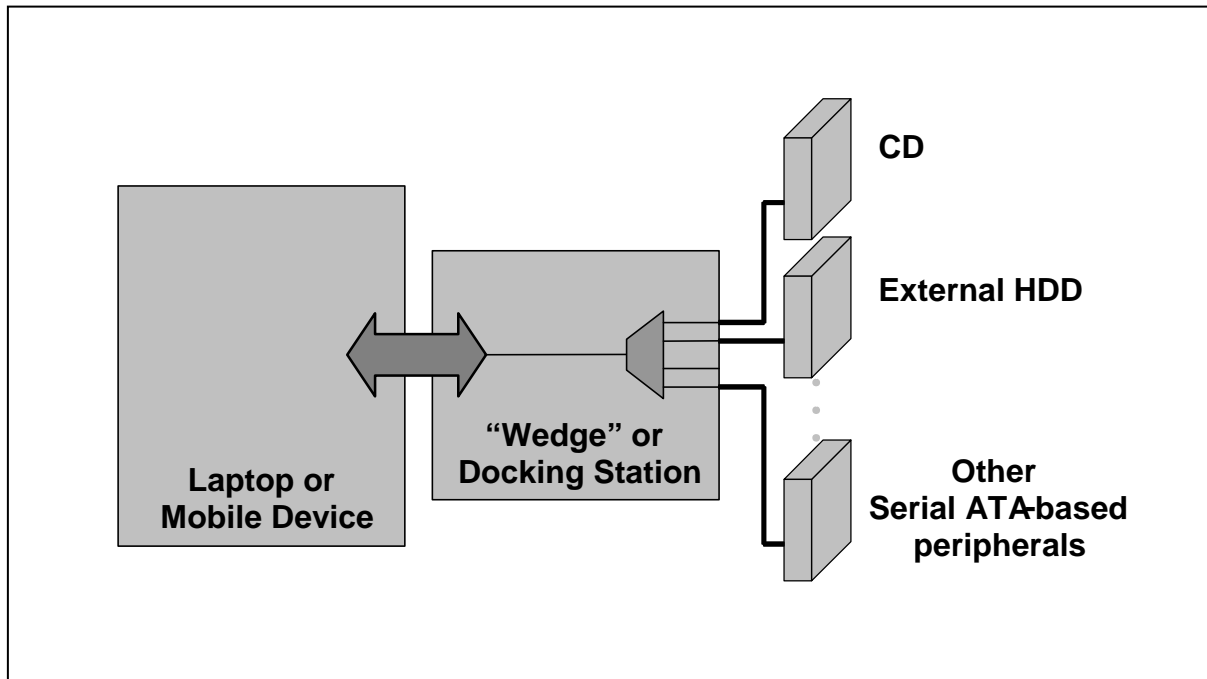 CD
External HDD
“Wedge” or
Docking Station
Laptop or
Mobile Device
Other
Serial ATA-based
peripherals